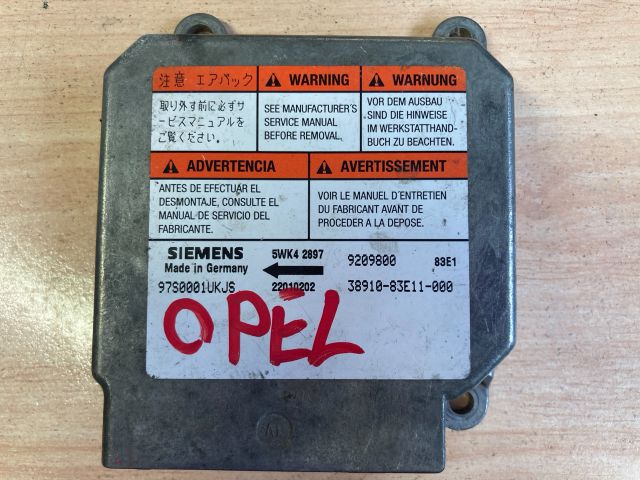 注意 エアバック
取り外す前に必ずサ
ービスマニュアルを
ご覧ください。
WARNING
SEE MANUFACTURER'S
SERVICE MANUAL
BEFORE REMOVAL.
WARNUNG
VOR DEM AUSBAU
SIND DIE HINWEISE
IM WERKSTATTHAND-
BUCH ZU BEACHTEN.
ADVERTENCIA
ANTES DE EFECTUAR EL
DESMONTAJE, CONSULTE EL
MANUAL DE SERVICIO DEL
FABRICANTE.
AVERTISSEMENT
VOIR LE MANUEL D'ENTRETIEN
DU FABRICANT AVANT DE
PROCEDER A LA DEPOSE.
SIEMENS
Made in Germany
5WK4 2897
9209800 83E1
97S0001UKJS
22010202
38910-83E11-000
OPEL